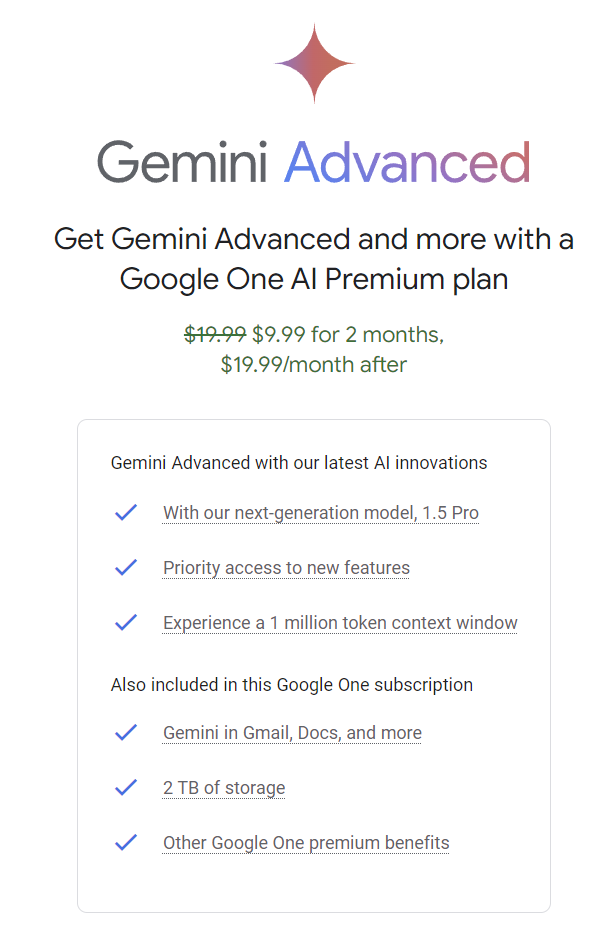 Gemini Advanced
Get Gemini Advanced and more with a
Google One AI Premium plan
$19.99 $9.99 for 2 months,
$19.99/month after
Gemini Advanced with our latest AI innovations
With our next-generation model, 1.5 Pro
Priority access to new features
Experience a 1 million token context window
Also included in this Google One subscription
Gemini in Gmail, Docs, and more
2 TB of storage
Other Google One premium benefits